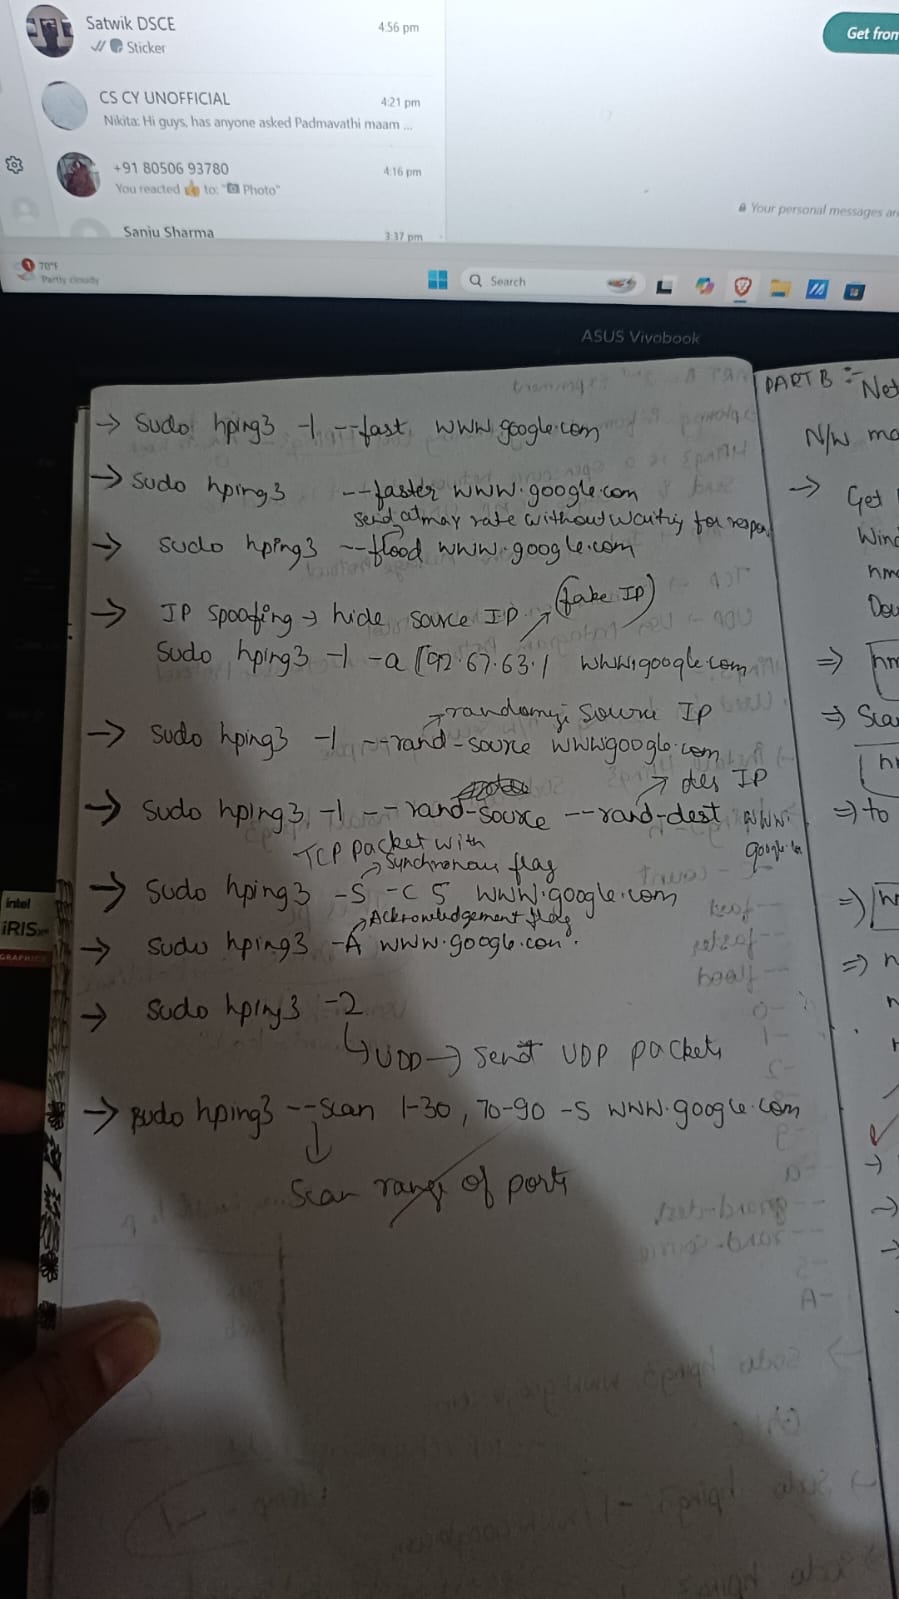 Satwik DSCE
4:56 pm
Sticker
Get from
CS CY UNOFFICIAL
4:21 pm
Nikita: Hi guys, has anyone asked Padmavathi maam ...
+91 80506 93780
4:16 pm
You reacted 👍 to: "📷 Photo"
Your personal messages are
Sanju Sharma
3:37 pm
1
70°F
Partly cloudy
Search
ASUS Vivobook
PART B :- Net
→ Sudo hping3 -1 --fast www.google.com
N/w ma
→ Sudo hping3 --faster www.google.com
→ Get
send at max rate without waiting for respon
Wind
→ sudo hping3 --flood www.google.com
nm
Dow
→ IP spoofing → hide source IP (fake IP)
Sudo hping3 -1 -a 192.67.63.1 www.google.com
⇒ nm
→ randomize source IP
⇒ Sca
→ sudo hping3 -1 --rand-source www.google.com
→ des IP
→ sudo hping3 -1 --rand-source --rand-dest www.
google.com
⇒ to
TCP packet with
→ Synchronous flag
→ sudo hping3 -S -c 5 www.google.com
→ Acknowledgement flag
→ sudo hping3 -A www.google.com.
→ sudo hping3 -2
↳ UDD → send UDP packets
→ sudo hping3 --scan 1-30, 70-90 -S www.google.com
↓
Scan range of ports
intel
iRIS xe
GRAPHICS